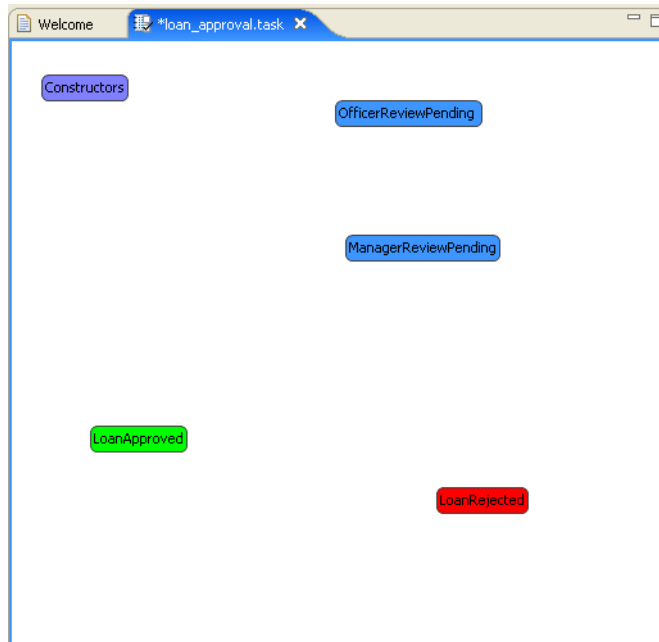 Welcome
*loan_approval.task
Constructors
OfficerReviewPending
ManagerReviewPending
LoanApproved
LoanRejected